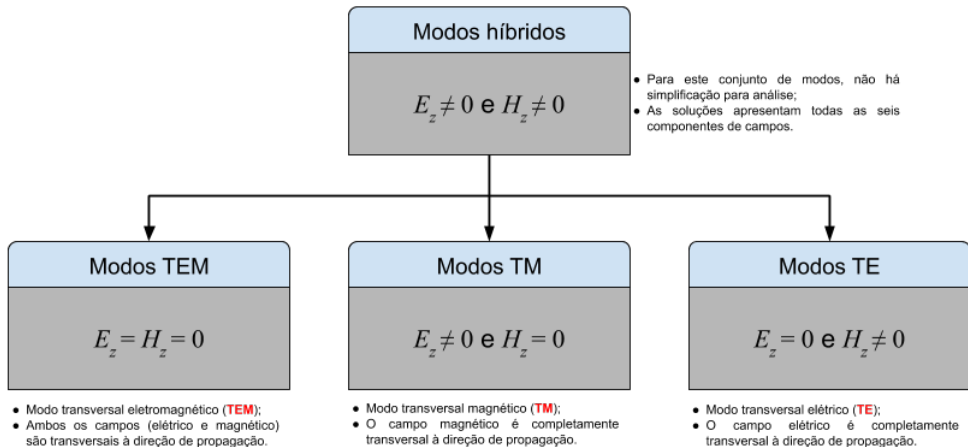 Modos híbridos
E_z ≠ 0 e H_z ≠ 0
● Para este conjunto de modos, não há
simplificação para análise;
● As soluções apresentam todas as seis
componentes de campos.
Modos TEM
E_z = H_z = 0
● Modo transversal eletromagnético (TEM);
● Ambos os campos (elétrico e magnético)
são transversais à direção de propagação.
Modos TM
E_z ≠ 0 e H_z = 0
● Modo transversal magnético (TM);
● O campo magnético é completamente
transversal à direção de propagação.
Modos TE
E_z = 0 e H_z ≠ 0
● Modo transversal elétrico (TE);
● O campo elétrico é completamente
transversal à direção de propagação.